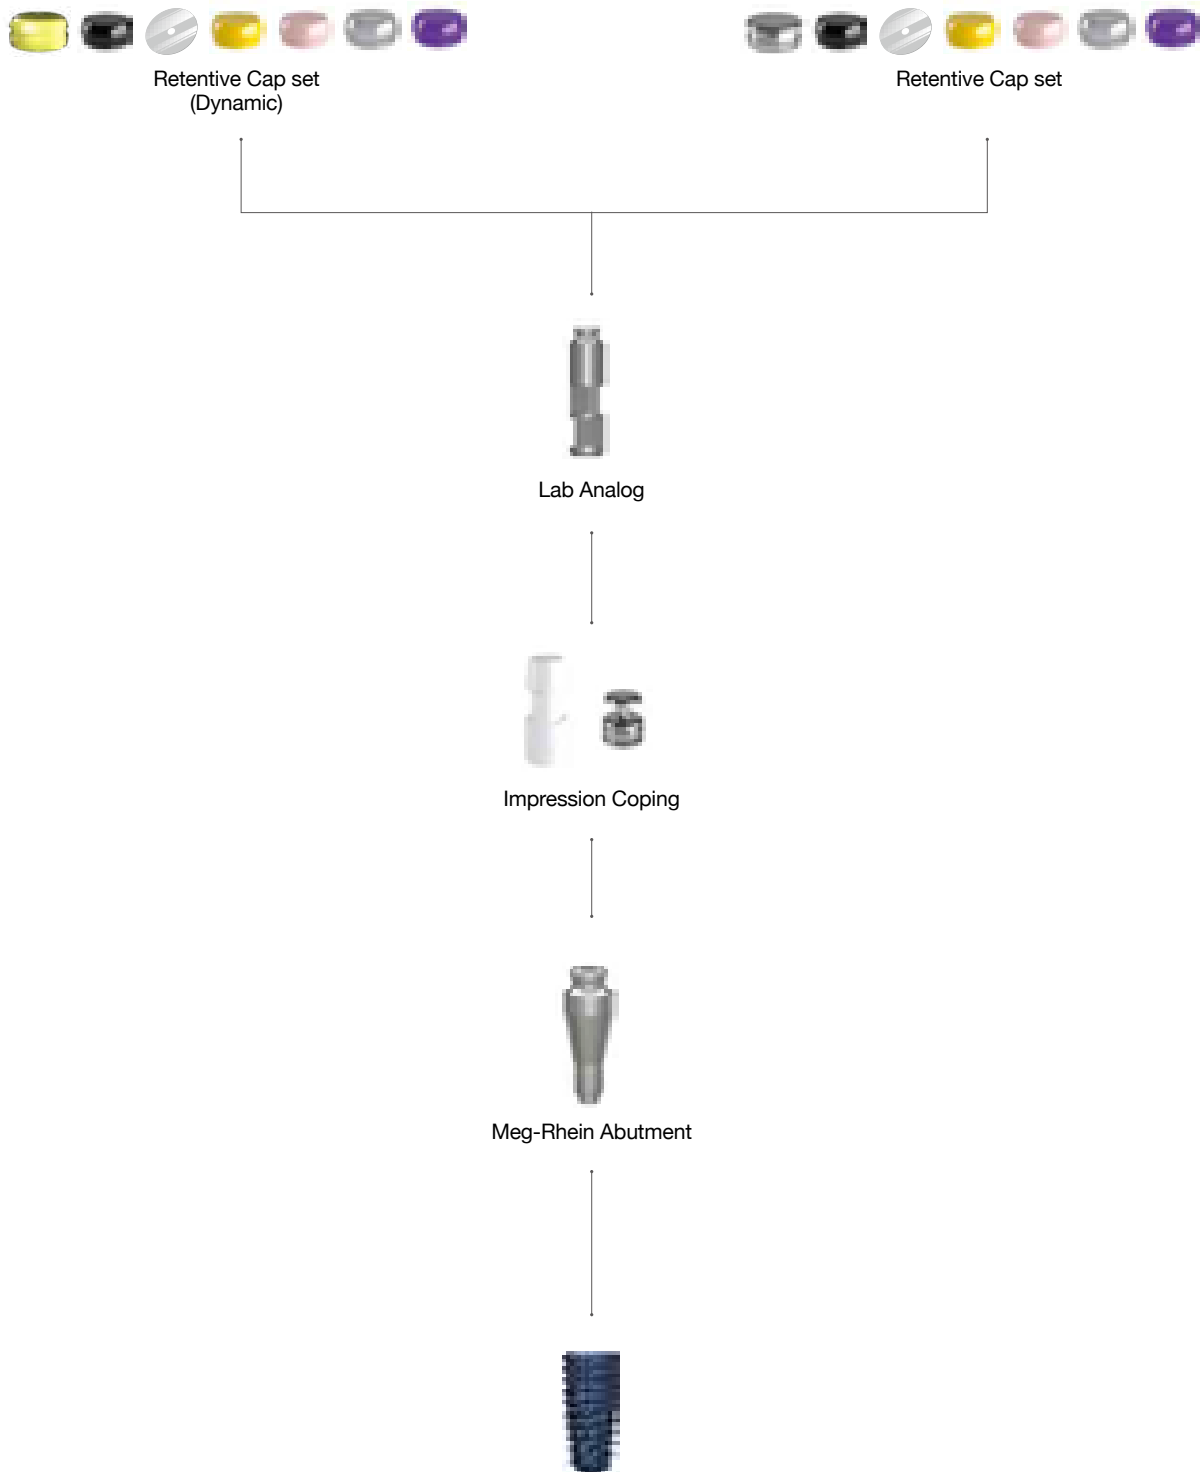 Retentive Cap set
(Dynamic)
Retentive Cap set
Lab Analog
Impression Coping
Meg-Rhein Abutment